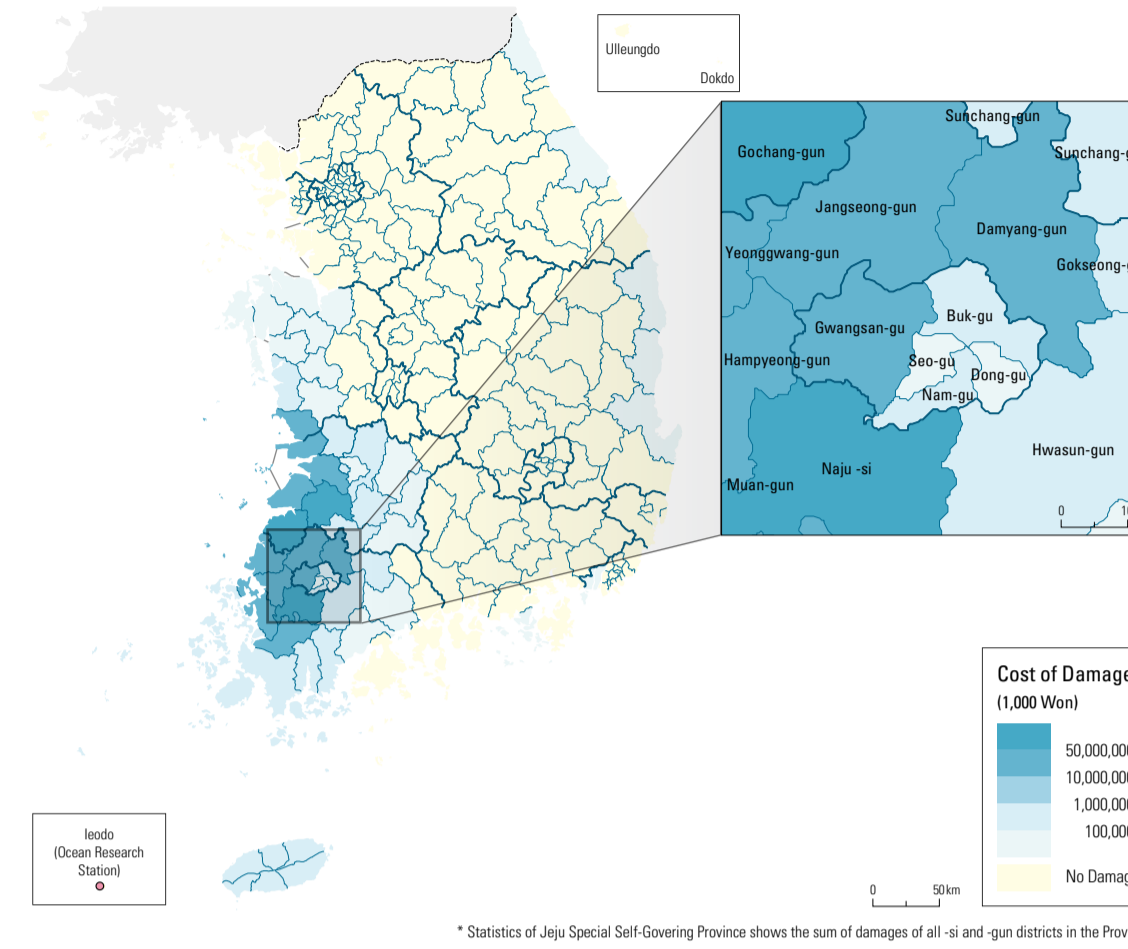 Ulleungdo
Dokdo
Sunchang-gun
Gochang-gun
Sunchang-g
Jangseong-gun
Damyang-gun
Yeonggwang-gun
Gokseong-g
Buk-gu
Gwangsan-gu
Hampyeong-gun
Seo-gu
Dong-gu
Nam-gu
Hwasun-gun
Naju -si
Muan-gun
0 10
Cost of Damage
(1,000 Won)
50,000,000
10,000,000
1,000,000
100,000
No Damag
Ieodo
(Ocean Research
Station)
0 50 km
* Statistics of Jeju Special Self-Govering Province shows the sum of damages of all -si and -gun districts in the Prov